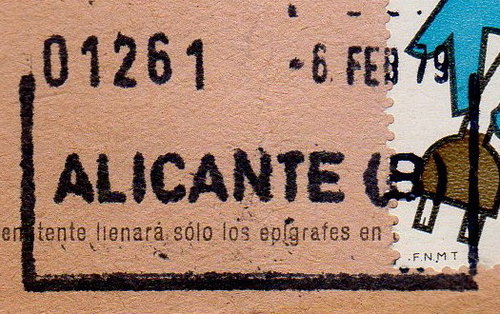 01261 -6. FEB 79
ALICANTE (B)
tente llenará sólo los epígrafes en
F.N.M.T